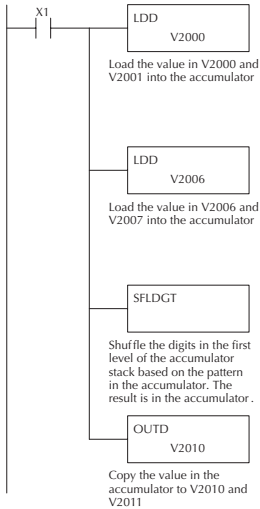 X1
LDD
V2000
Load the value in V2000 and
V2001 into the accumulator
LDD
V2006
Load the value in V2006 and
V2007 into the accumulator
SFLDGT
Shuffle the digits in the first
level of the accumulator
stack based on the pattern
in the accumulator. The
result is in the accumulator.
OUTD
V2010
Copy the value in the
accumulator to V2010 and
V2011